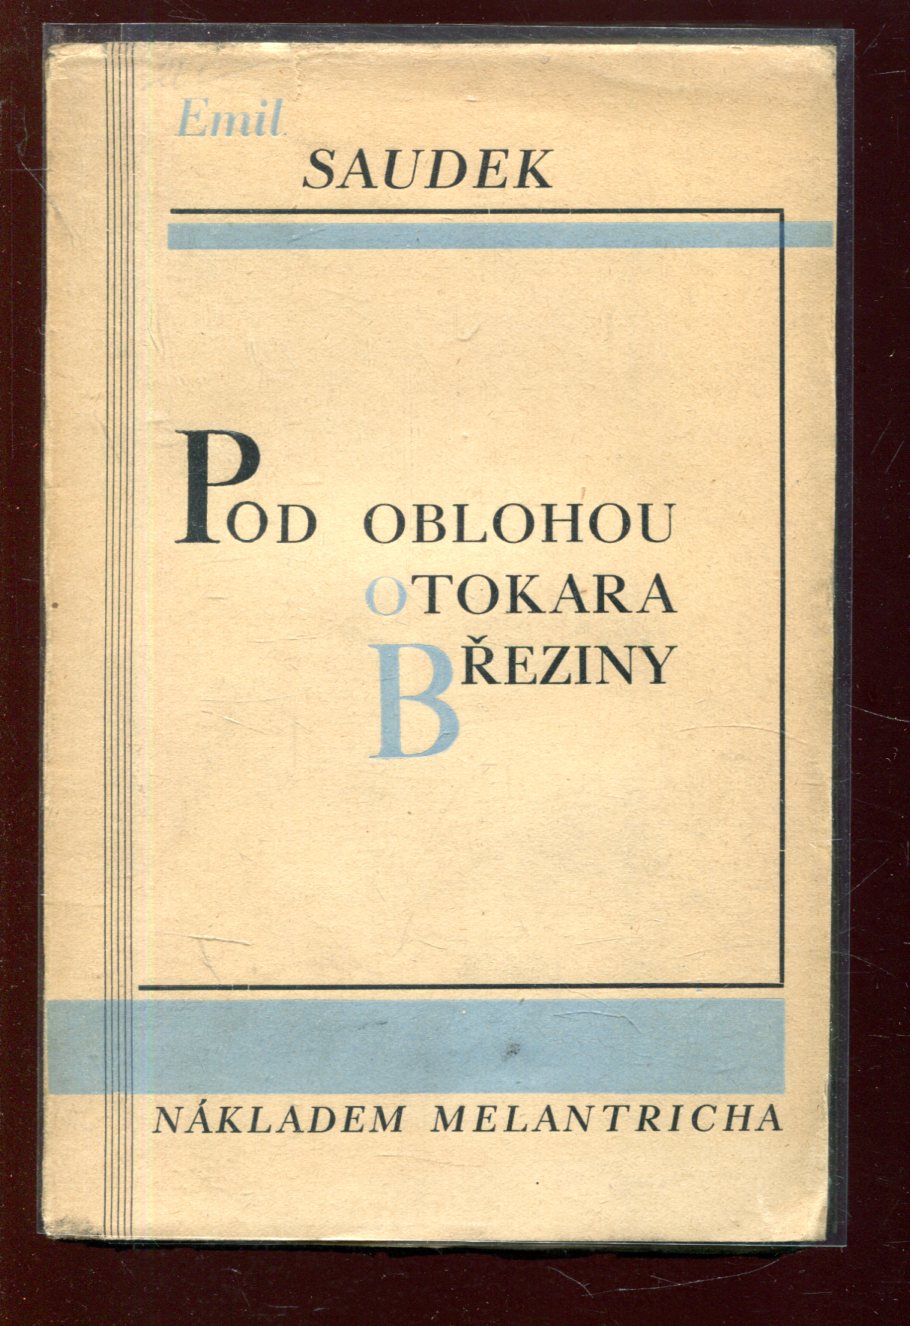 Emil
SAUDEK
POD OBLOHOU
OTOKARA
BŘEZINY
NÁKLADEM MELANTRICHA